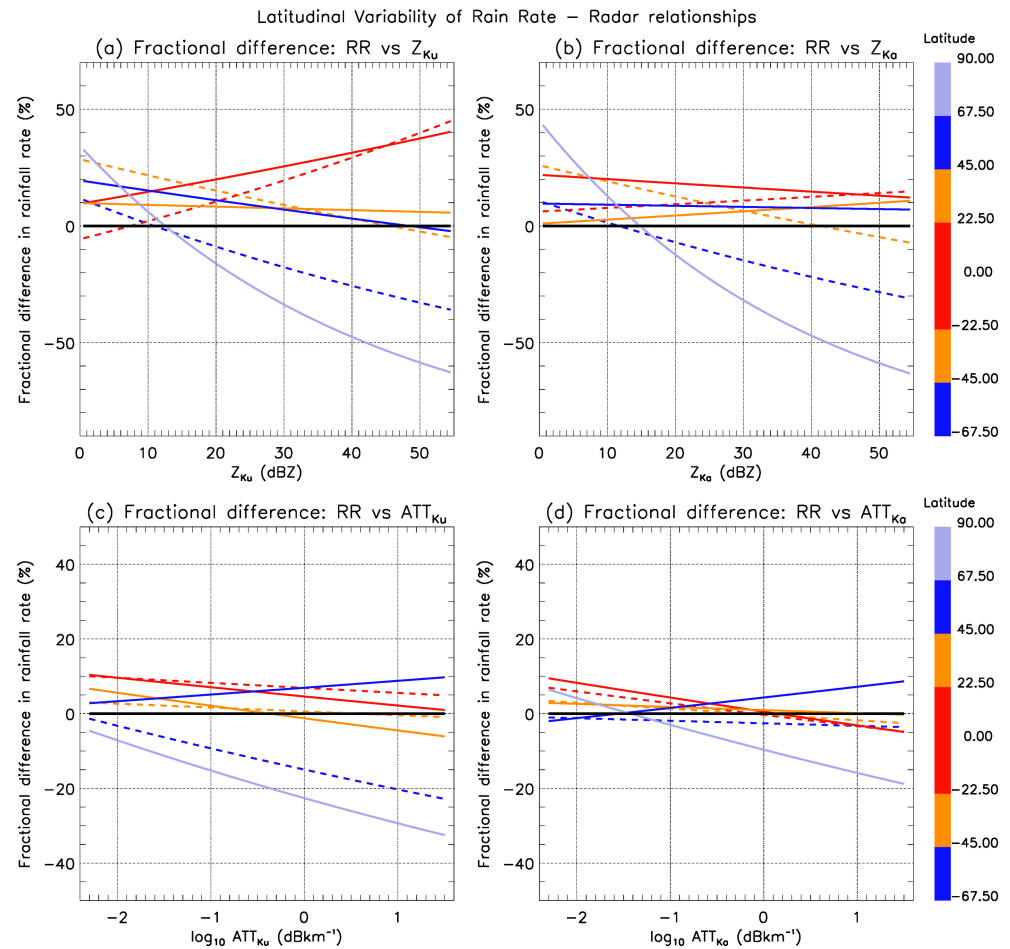 Latitudinal Variability of Rain Rate – Radar relationships
(a) Fractional difference: RR vs Z_Ku
(b) Fractional difference: RR vs Z_Ka
Latitude
Fractional difference in rainfall rate (%)
50
0
−50
0 10 20 30 40 50
Z_Ku (dBZ)
Fractional difference in rainfall rate (%)
50
0
−50
0 10 20 30 40 50
Z_Ka (dBZ)
90.00
67.50
45.00
22.50
0.00
−22.50
−45.00
−67.50
(c) Fractional difference: RR vs ATT_Ku
(d) Fractional difference: RR vs ATT_Ka
Latitude
Fractional difference in rainfall rate (%)
40
20
0
−20
−40
−2 −1 0 1
log₁₀ ATT_Ku (dBkm⁻¹)
Fractional difference in rainfall rate (%)
40
20
0
−20
−40
−2 −1 0 1
log₁₀ ATT_Ka (dBkm⁻¹)
90.00
67.50
45.00
22.50
0.00
−22.50
−45.00
−67.50